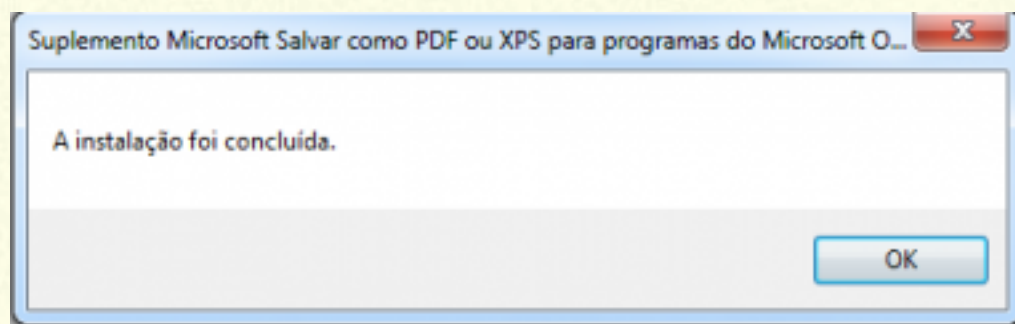 Suplemento Microsoft Salvar como PDF ou XPS para programas do Microsoft O...
A instalação foi concluída.
OK